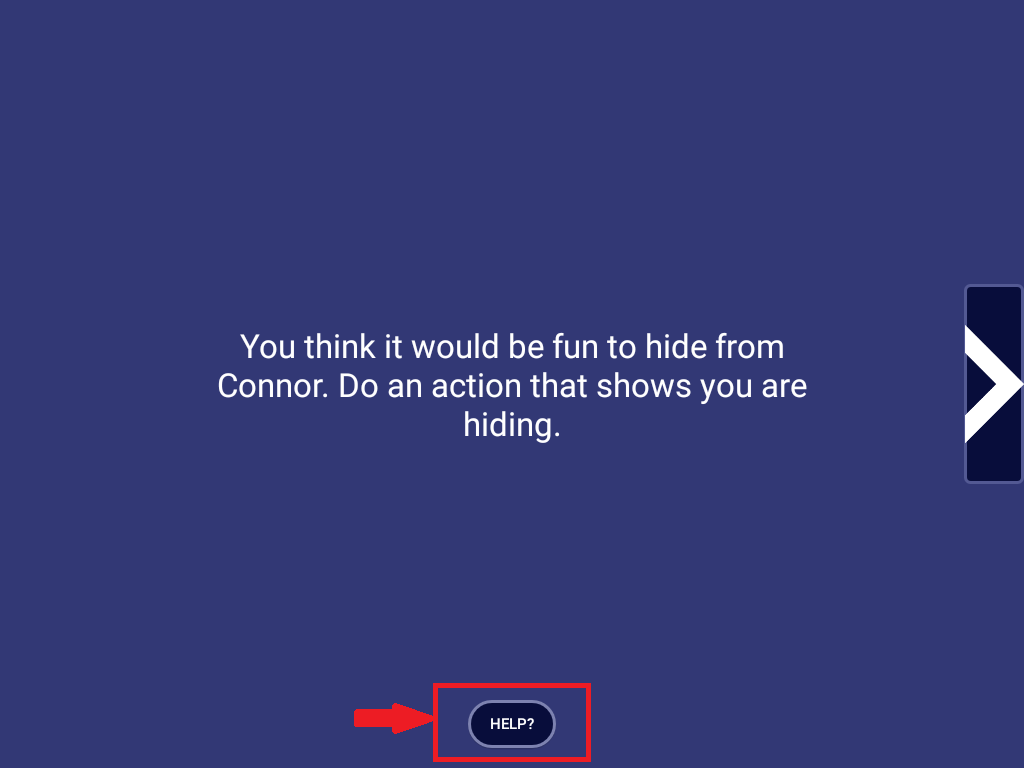 You think it would be fun to hide from
Connor. Do an action that shows you are
hiding.
HELP?